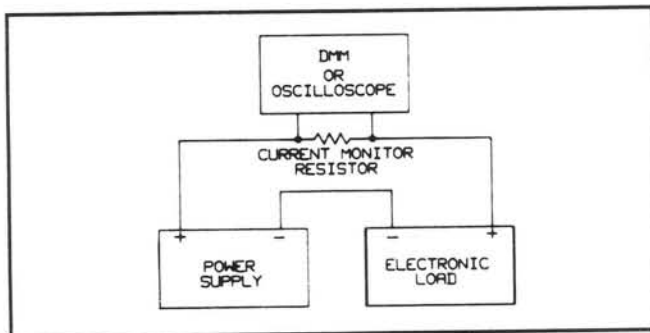 DMM
OR
OSCILLOSCOPE
CURRENT MONITOR
RESISTOR
+ − − +
POWER
SUPPLY
ELECTRONIC
LOAD